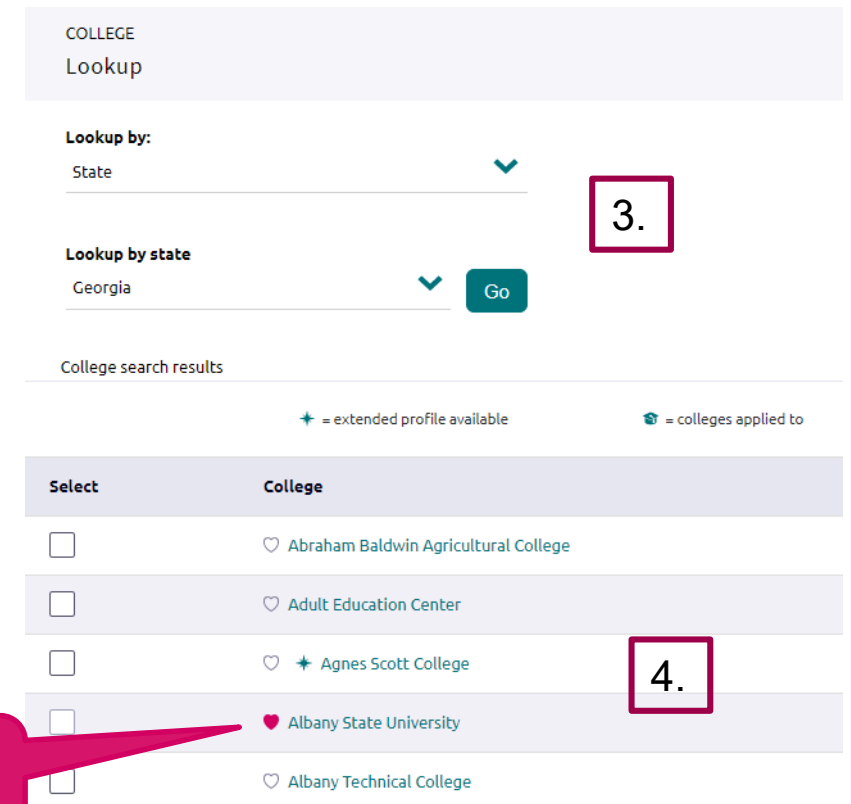 COLLEGE
Lookup
Lookup by:
State
3.
Lookup by state
Georgia
Go
College search results
= extended profile available = colleges applied to
Select College
Abraham Baldwin Agricultural College
Adult Education Center
Agnes Scott College
4.
Albany State University
Albany Technical College